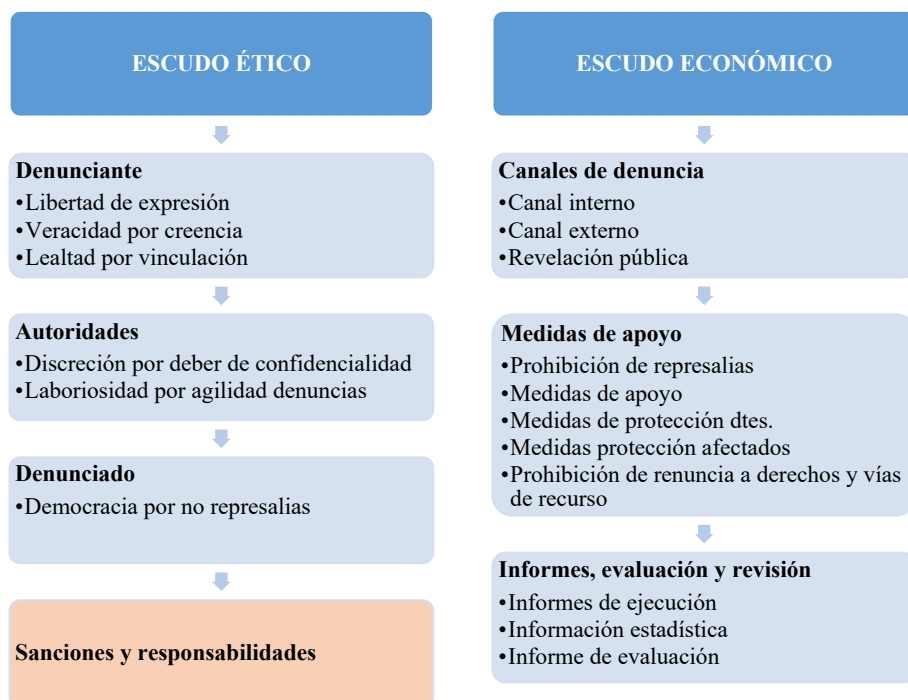 ESCUDO ÉTICO
Denunciante
•Libertad de expresión
•Veracidad por creencia
•Lealtad por vinculación
Autoridades
•Discreción por deber de confidencialidad
•Laboriosidad por agilidad denuncias
Denunciado
•Democracia por no represalias
Sanciones y responsabilidades
ESCUDO ECONÓMICO
Canales de denuncia
•Canal interno
•Canal externo
•Revelación pública
Medidas de apoyo
•Prohibición de represalias
•Medidas de apoyo
•Medidas de protección dtes.
•Medidas protección afectados
•Prohibición de renuncia a derechos y vías
de recurso
Informes, evaluación y revisión
•Informes de ejecución
•Información estadística
•Informe de evaluación